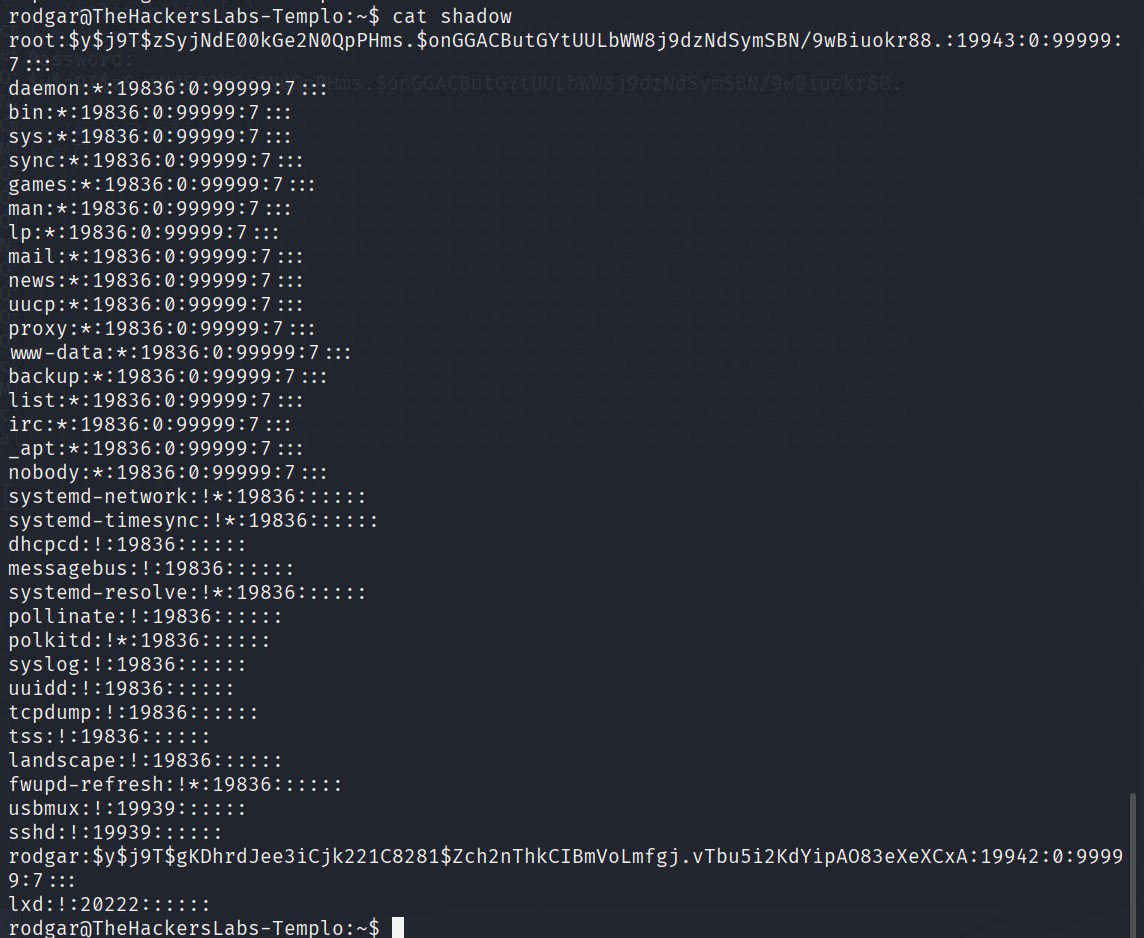 rodgar@TheHackersLabs-Templo:~$ cat shadow
root:$y$j9T$zSyjNdE00kGe2N0QpPHms.$onGGACButGYtUULbWW8j9dzNdSymSBN/9wBiuokr88.:19943:0:99999:
7:::
daemon:*:19836:0:99999:7:::
bin:*:19836:0:99999:7:::
sys:*:19836:0:99999:7:::
sync:*:19836:0:99999:7:::
games:*:19836:0:99999:7:::
man:*:19836:0:99999:7:::
lp:*:19836:0:99999:7:::
mail:*:19836:0:99999:7:::
news:*:19836:0:99999:7:::
uucp:*:19836:0:99999:7:::
proxy:*:19836:0:99999:7:::
www-data:*:19836:0:99999:7:::
backup:*:19836:0:99999:7:::
list:*:19836:0:99999:7:::
irc:*:19836:0:99999:7:::
_apt:*:19836:0:99999:7:::
nobody:*:19836:0:99999:7:::
systemd-network:!*:19836::::::
systemd-timesync:!*:19836::::::
dhcpcd:!:19836::::::
messagebus:!:19836::::::
systemd-resolve:!*:19836::::::
pollinate:!:19836::::::
polkitd:!*:19836::::::
syslog:!:19836::::::
uuidd:!:19836::::::
tcpdump:!:19836::::::
tss:!:19836::::::
landscape:!:19836::::::
fwupd-refresh:!*:19836::::::
usbmux:!:19939::::::
sshd:!:19939::::::
rodgar:$y$j9T$gKDhrdJee3iCjk221C8281$Zch2nThkCIBmVoLmfgj.vTbu5i2KdYipAO83eXeXCxA:19942:0:9999
9:7:::
lxd:!:20222::::::
rodgar@TheHackersLabs-Templo:~$